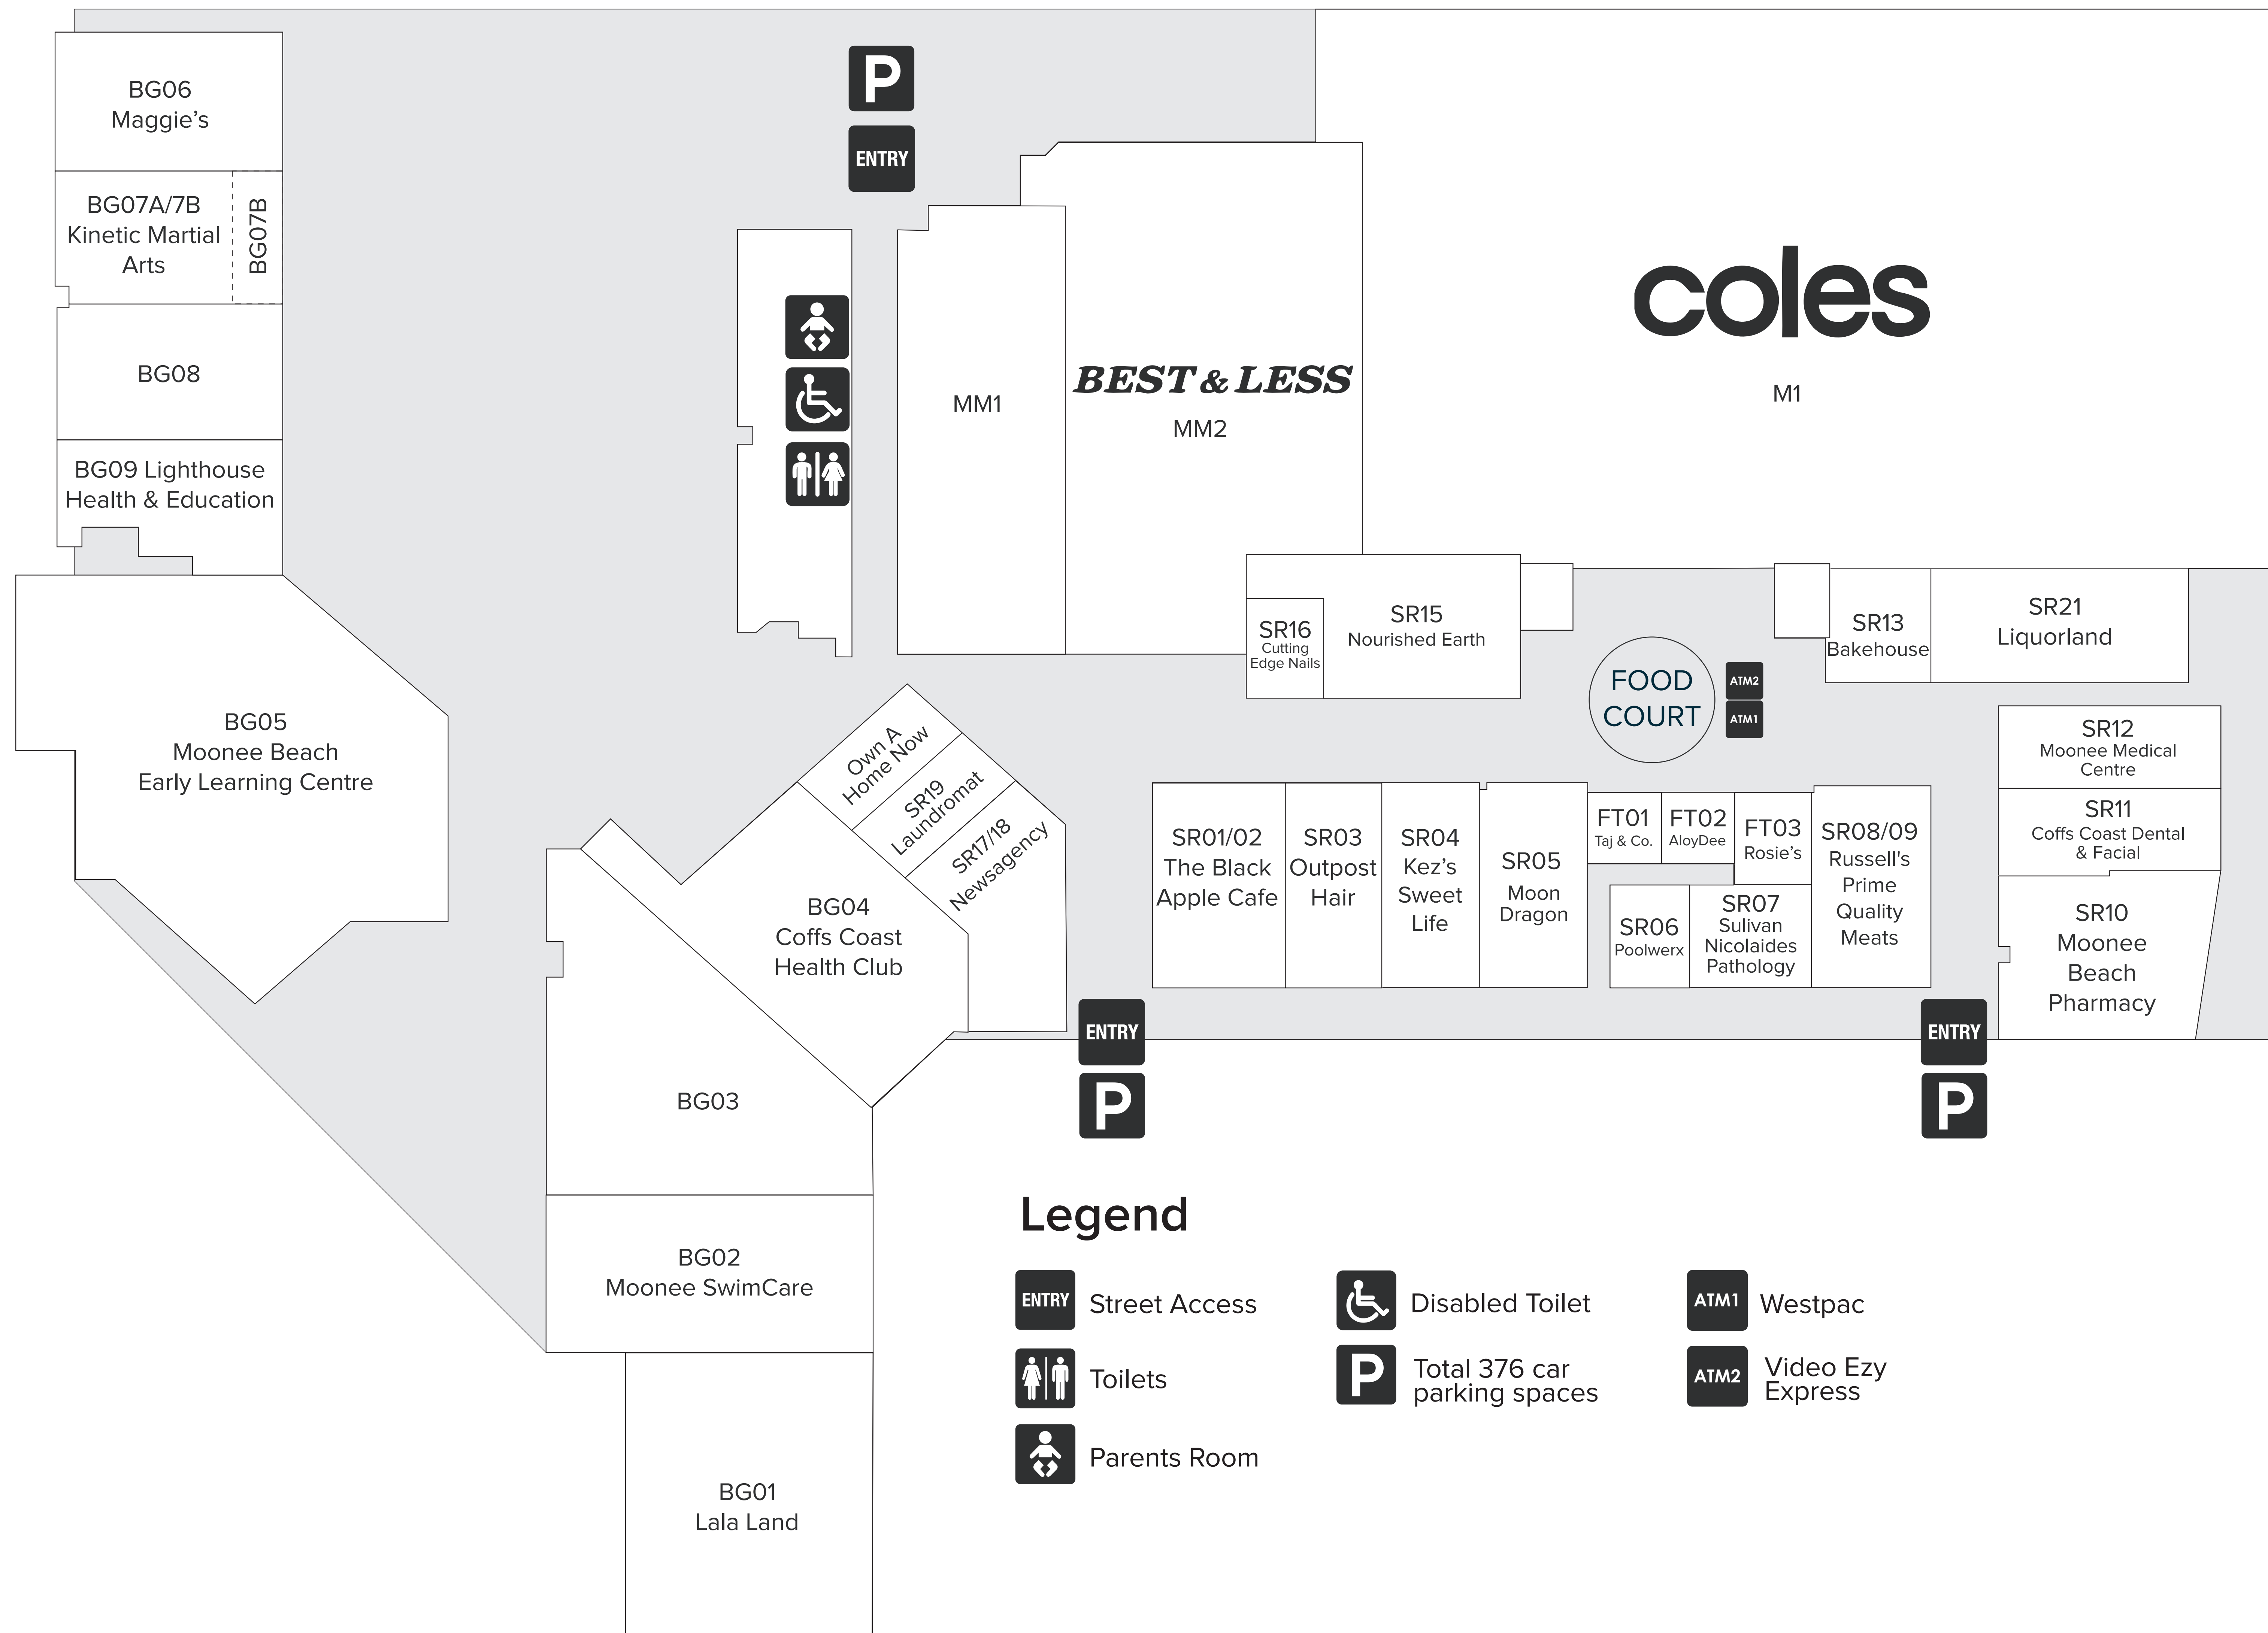 BG06
Maggie’s
BG07A/7B
Kinetic Martial
Arts
BG07B
BG08
BG09 Lighthouse
Health & Education
BG05
Moonee Beach
Early Learning Centre
P
ENTRY
MM1
BEST & LESS
MM2
coles
M1
SR16
Cutting
Edge Nails
SR15
Nourished Earth
FOOD
COURT
ATM2
ATM1
SR13
Bakehouse
SR21
Liquorland
SR12
Moonee Medical
Centre
SR11
Coffs Coast Dental
& Facial
SR10
Moonee
Beach
Pharmacy
Own A
Home Now
SR19
Laundromat
SR17/18
Newsagency
BG04
Coffs Coast
Health Club
SR01/02
The Black
Apple Cafe
SR03
Outpost
Hair
SR04
Kez’s
Sweet
Life
SR05
Moon
Dragon
FT01
Taj & Co.
FT02
AloyDee
FT03
Rosie’s
SR06
Poolwerx
SR07
Sulivan
Nicolaides
Pathology
SR08/09
Russell's
Prime
Quality
Meats
ENTRY
P
ENTRY
P
BG03
BG02
Moonee SwimCare
BG01
Lala Land
Legend
ENTRY Street Access
Toilets
Parents Room
Disabled Toilet
P Total 376 car
parking spaces
ATM1 Westpac
ATM2 Video Ezy
Express